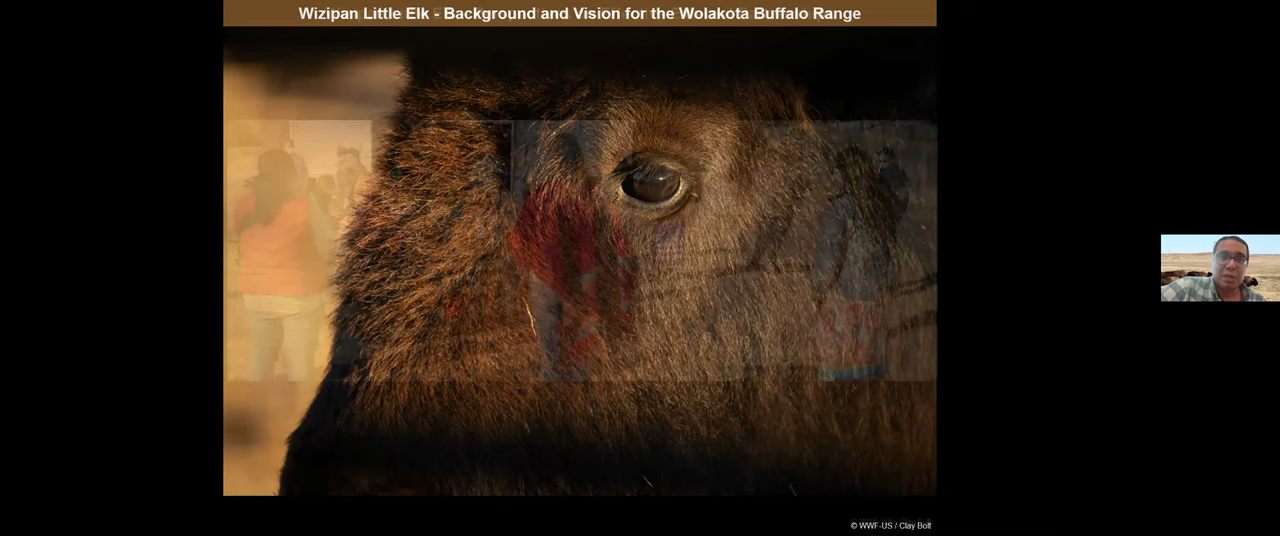 Wizipan Little Elk - Background and Vision for the Wolakota Buffalo Range
© WWF-US / Clay Bolt